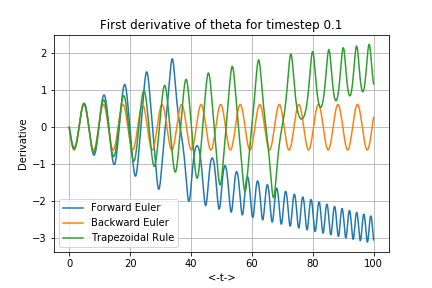 First derivative of theta for timestep 0.1
2
1
0
−1
−2
−3
Derivative
Forward Euler
Backward Euler
Trapezoidal Rule
0 20 40 60 80 100
<-t->